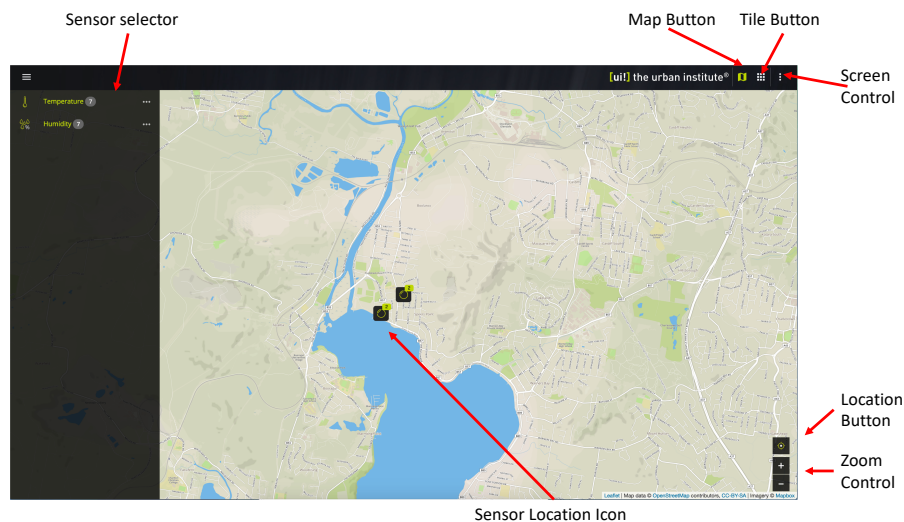 Sensor selector
Map Button
Tile Button
Screen
Control
[ui!] the urban institute®
Temperature 7
Humidity 7
2
2
Location
Button
Zoom
Control
+
−
Leaflet | Map data © OpenStreetMap contributors, CC-BY-SA | Imagery © Mapbox
Sensor Location Icon